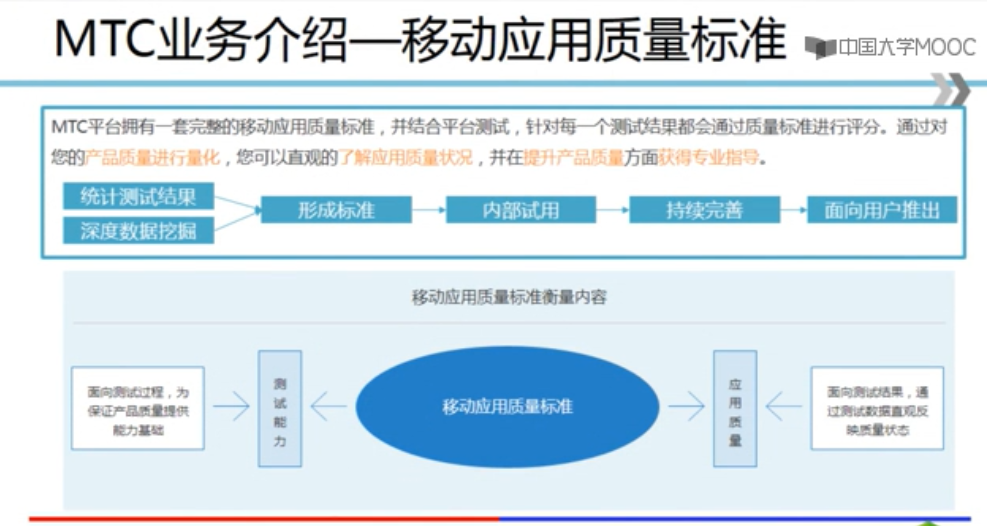 MTC业务介绍—移动应用质量标准
中国大学MOOC
MTC平台拥有一套完整的移动应用质量标准，并结合平台测试，针对每一个测试结果都会通过质量标准进行评分。通过对
您的产品质量进行量化，您可以直观的了解应用质量状况，并在提升产品质量方面获得专业指导。
统计测试结果
深度数据挖掘
形成标准
内部试用
持续完善
面向用户推出
移动应用质量标准衡量内容
面向测试过程，为
保证产品质量提供
能力基础
测
试
能
力
移动应用质量标准
应
用
质
量
面向测试结果，通
过测试数据直观反
映质量状态